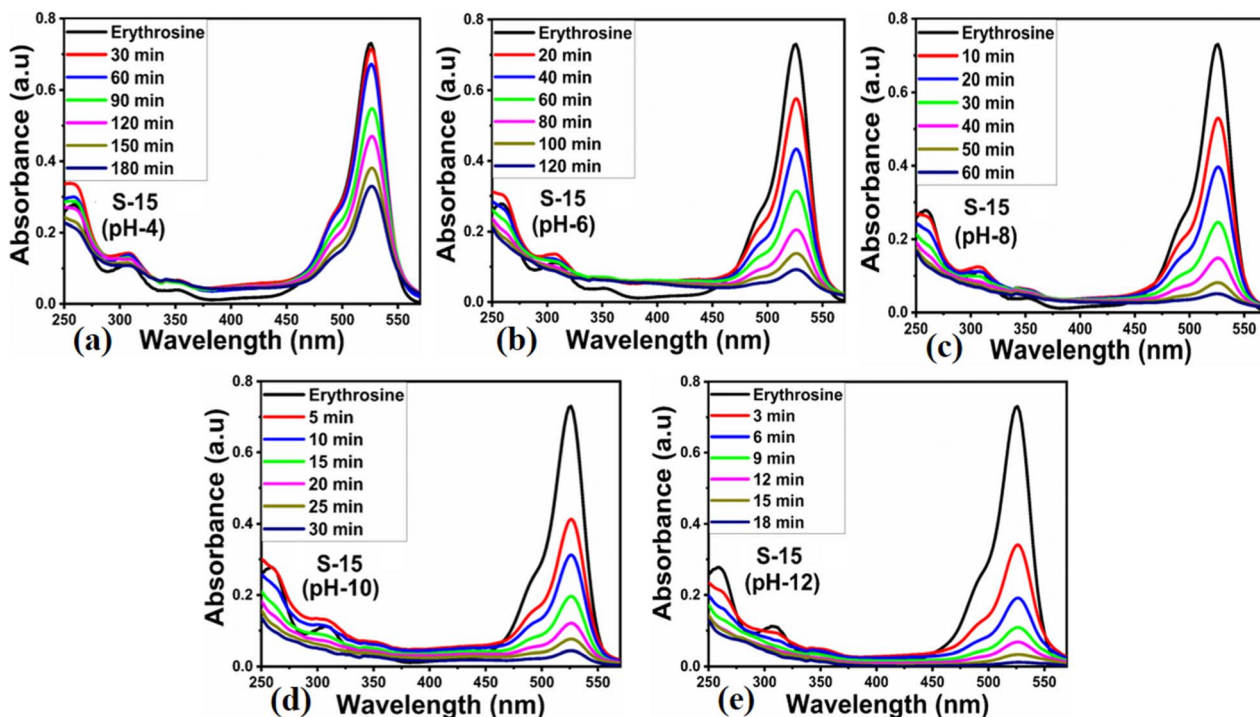 Absorbance (a.u)
0.8
0.6
0.4
0.2
0.0
Erythrosine
30 min
60 min
90 min
120 min
150 min
180 min
S-15
(pH-4)
250 300 350 400 450 500 550
(a) Wavelength (nm)
Absorbance (a.u)
0.8
0.6
0.4
0.2
0.0
Erythrosine
20 min
40 min
60 min
80 min
100 min
120 min
S-15
(pH-6)
250 300 350 400 450 500 550
(b) Wavelength (nm)
Absorbance (a.u)
0.8
0.6
0.4
0.2
0.0
Erythrosine
10 min
20 min
30 min
40 min
50 min
60 min
S-15
(pH-8)
250 300 350 400 450 500 550
(c) Wavelength (nm)
Absorbance (a.u)
0.8
0.6
0.4
0.2
0.0
Erythrosine
5 min
10 min
15 min
20 min
25 min
30 min
S-15
(pH-10)
250 300 350 400 450 500 550
(d) Wavelength (nm)
Absorbance (a.u)
0.8
0.6
0.4
0.2
0.0
Erythrosine
3 min
6 min
9 min
12 min
15 min
18 min
S-15
(pH-12)
250 300 350 400 450 500 550
(e) Wavelength (nm)